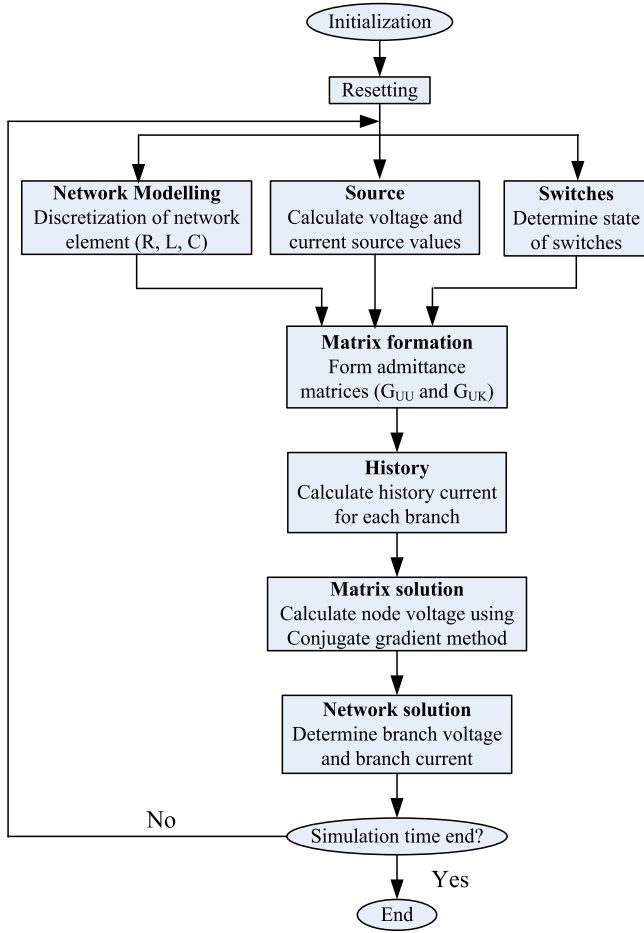 Initialization
Resetting
Network Modelling
Discretization of network
element (R, L, C)
Source
Calculate voltage and
current source values
Switches
Determine state
of switches
Matrix formation
Form admittance
matrices (G_UU and G_UK)
History
Calculate history current
for each branch
Matrix solution
Calculate node voltage using
Conjugate gradient method
Network solution
Determine branch voltage
and branch current
No
Simulation time end?
Yes
End